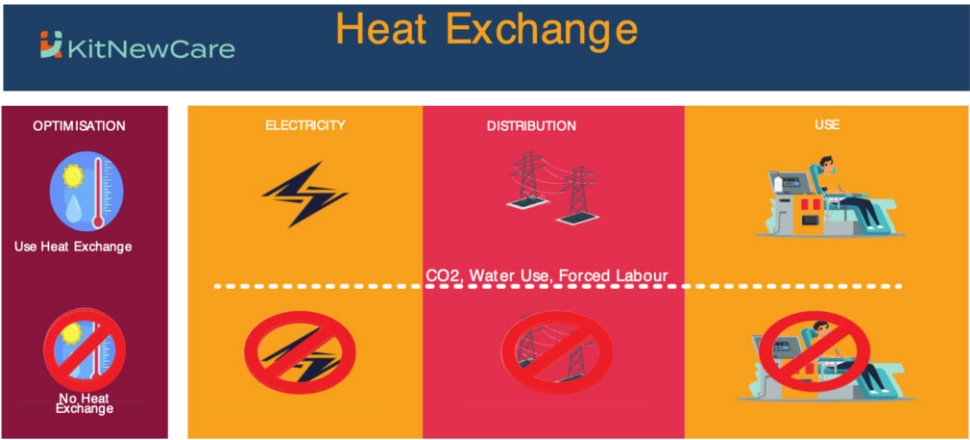 Heat Exchange
KitNewCare
OPTIMISATION
ELECTRICITY
DISTRIBUTION
USE
Use Heat Exchange
CO2, Water Use, Forced Labour
No Heat
Exchange